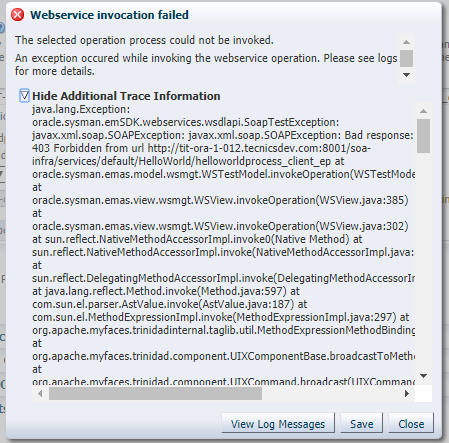 Webservice invocation failed
The selected operation process could not be invoked.
An exception occured while invoking the webservice operation. Please see logs
for more details.
Hide Additional Trace Information
java.lang.Exception:
oracle.sysman.emSDK.webservices.wsdlapi.SoapTestException:
javax.xml.soap.SOAPException: javax.xml.soap.SOAPException: Bad response:
403 Forbidden from url http://tit-ora-1-012.tecnicsdev.com:8001/soa-
infra/services/default/HelloWorld/helloworldprocess_client_ep at
oracle.sysman.emas.model.wsmgt.WSTestModel.invokeOperation(WSTestMode
at
oracle.sysman.emas.view.wsmgt.WSView.invokeOperation(WSView.java:385)
at
oracle.sysman.emas.view.wsmgt.WSView.invokeOperation(WSView.java:302)
at sun.reflect.NativeMethodAccessorImpl.invoke0(Native Method) at
sun.reflect.NativeMethodAccessorImpl.invoke(NativeMethodAccessorImpl.java:
at
sun.reflect.DelegatingMethodAccessorImpl.invoke(DelegatingMethodAccessorIm
at java.lang.reflect.Method.invoke(Method.java:597) at
com.sun.el.parser.AstValue.invoke(AstValue.java:187) at
com.sun.el.MethodExpressionImpl.invoke(MethodExpressionImpl.java:297) at
org.apache.myfaces.trinidadinternal.taglib.util.MethodExpressionMethodBinding
at
org.apache.myfaces.trinidad.component.UIXComponentBase.broadcastToMetho
at
org.apache.myfaces.trinidad.component.UIXCommand.broadcast(UIXCommand
View Log Messages Save Close